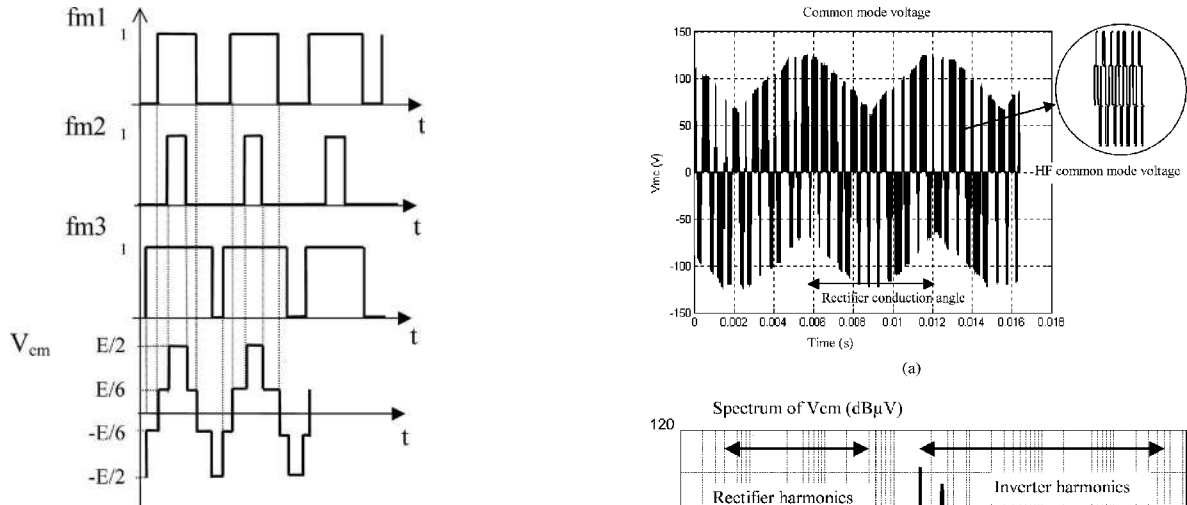 fm1
1
t
fm2
1
t
fm3
1
t
Vcm
E/2
E/6
-E/6
-E/2
t
Common mode voltage
150
100
50
0
-50
-100
-150
Vmc (V)
HF common mode voltage
Rectifier conduction angle
0 0.002 0.004 0.006 0.008 0.01 0.012 0.014 0.016 0.018
Time (s)
(a)
Spectrum of Vcm (dBµV)
120
Rectifier harmonics
Inverter harmonics